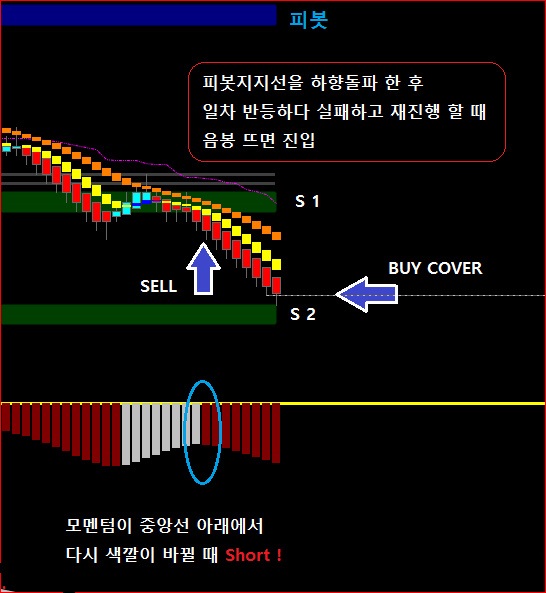 피봇
피봇지지선을 하향돌파 한 후
일차 반등하다 실패하고 재진행 할 때
음봉 뜨면 진입
S 1
BUY COVER
SELL
S 2
모멘텀이 중앙선 아래에서
다시 색깔이 바뀔 때 Short !